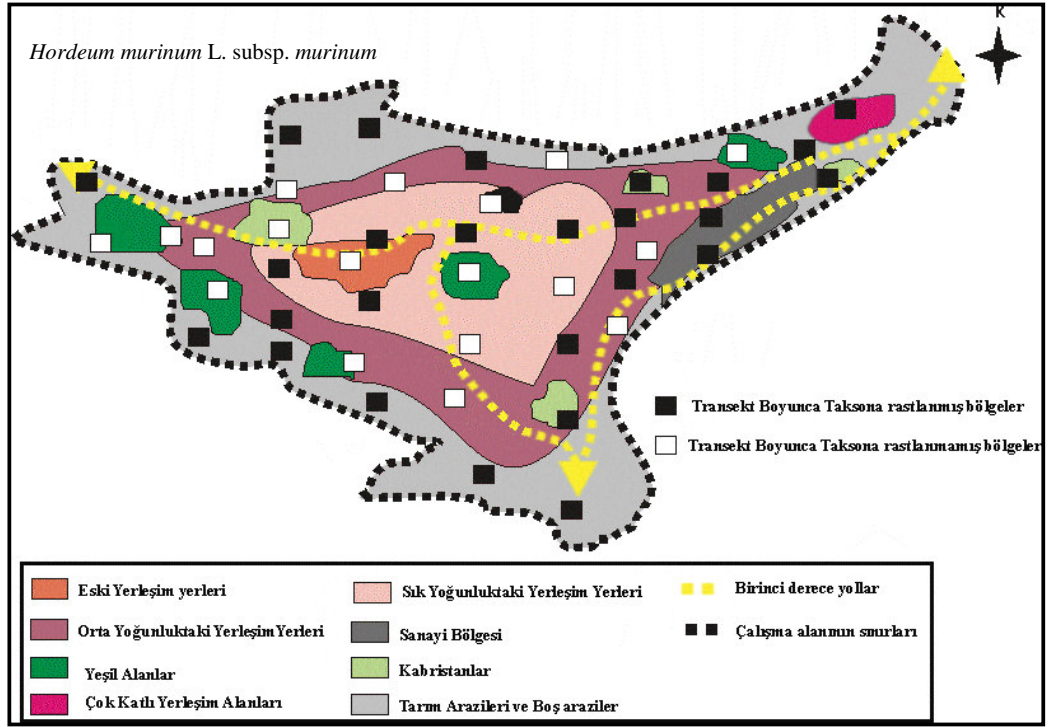 K
Hordeum murinum L. subsp. murinum
Transekt Boyunca Taksona rastlanmış bölgeler
Transekt Boyunca Taksona rastlanmamış bölgeler
Eski Yerleşim yerleri
Sık Yoğunluktaki Yerleşim Yerleri
Birinci derece yollar
Orta Yoğunluktaki Yerleşim Yerleri
Sanayi Bölgesi
Çalışma alanının sınırları
Yeşil Alanlar
Kabristanlar
Çok Katlı Yerleşim Alanları
Tarım Arazileri ve Boş araziler